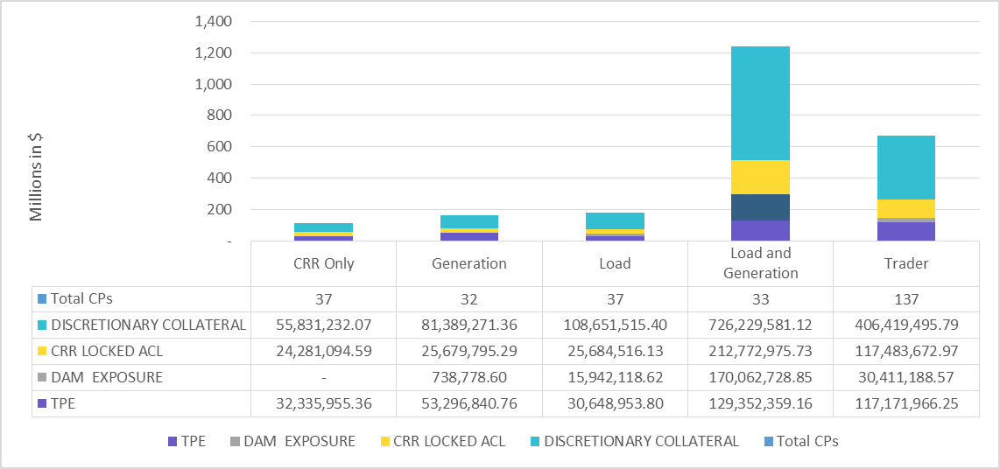 1,400
1,200
1,000
800
600
400
200
-
Millions in $
CRR Only Generation Load Load and Generation Trader
Total CPs 37 32 37 33 137
DISCRETIONARY COLLATERAL 55,831,232.07 81,389,271.36 108,651,515.40 726,229,581.12 406,419,495.79
CRR LOCKED ACL 24,281,094.59 25,679,795.29 25,684,516.13 212,772,975.73 117,483,672.97
DAM EXPOSURE - 738,778.60 15,942,118.62 170,062,728.85 30,411,188.57
TPE 32,335,955.36 53,296,840.76 30,648,953.80 129,352,359.16 117,171,966.25
TPE DAM EXPOSURE CRR LOCKED ACL DISCRETIONARY COLLATERAL Total CPs